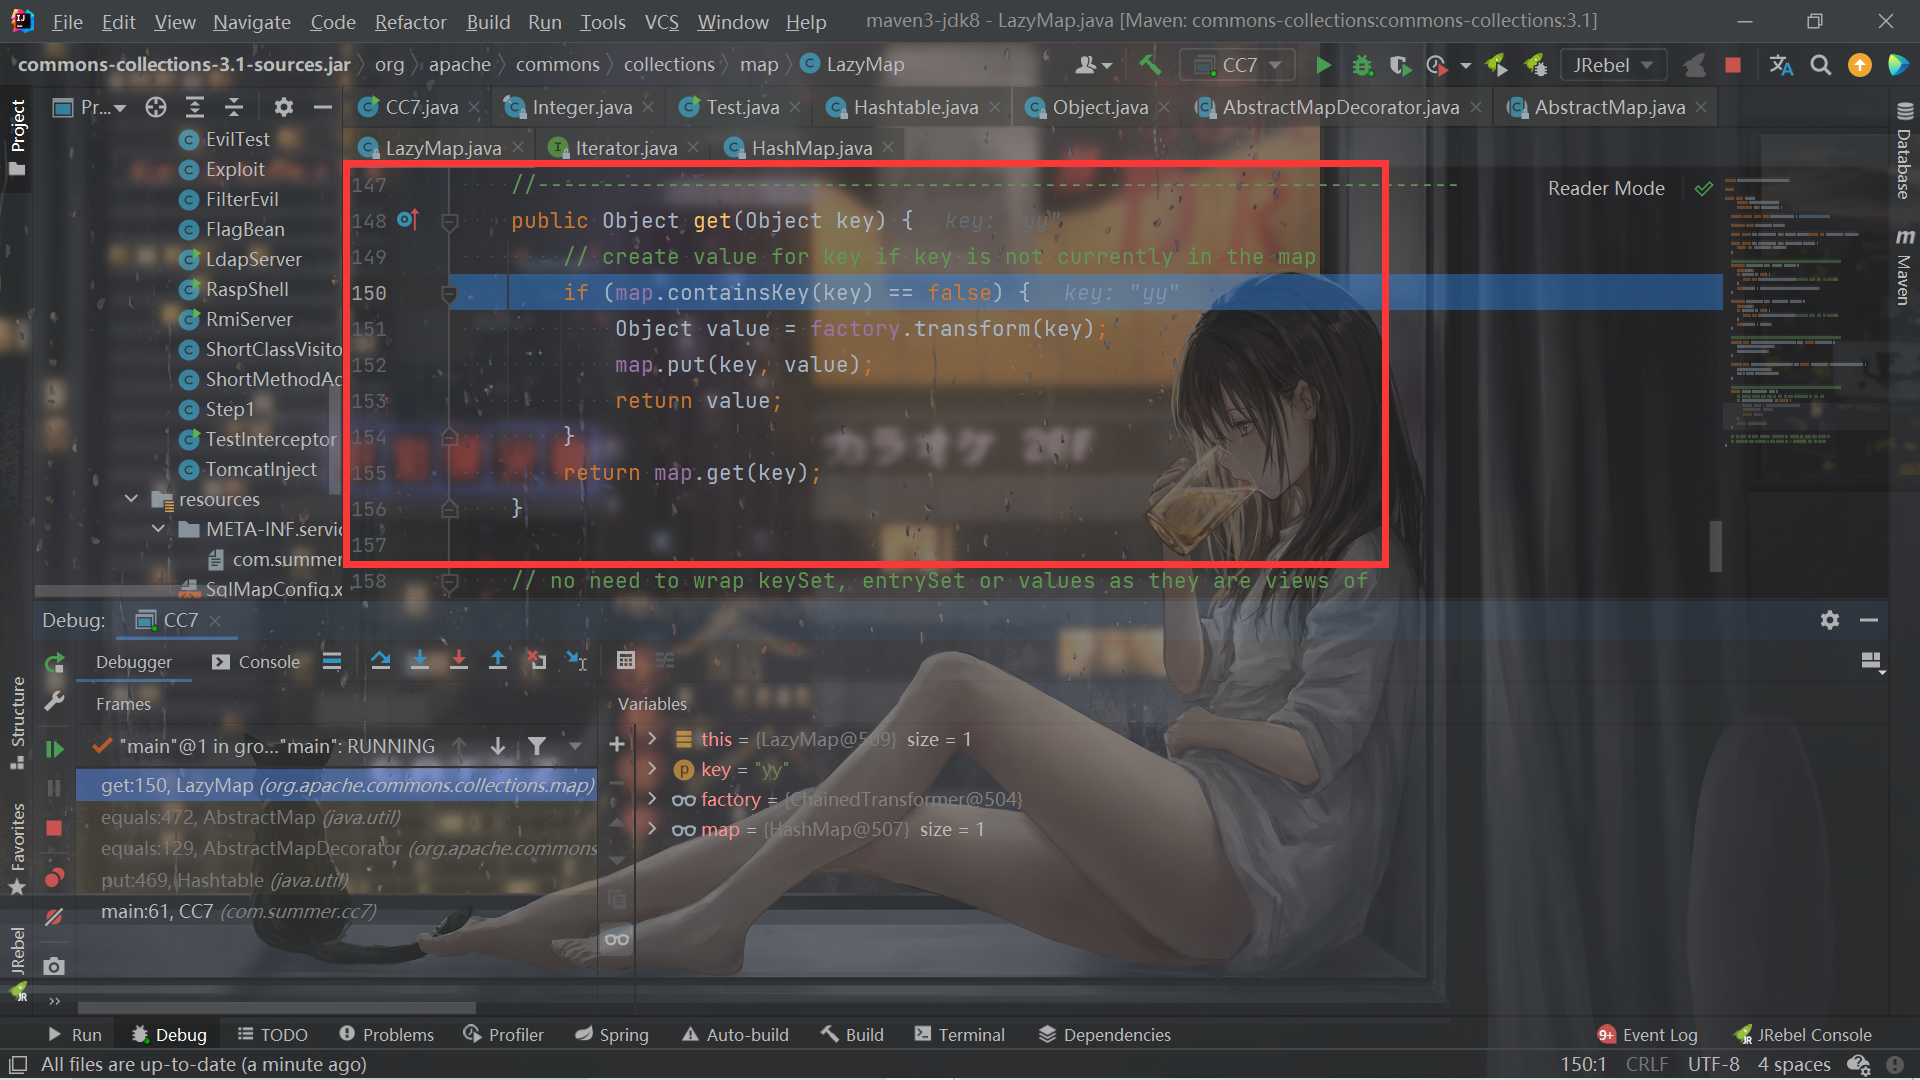 File Edit View Navigate Code Refactor Build Run Tools VCS Window Help maven3-jdk8 - LazyMap.java [Maven: commons-collections:commons-collections:3.1]
commons-collections-3.1-sources.jar org apache commons collections map LazyMap CC7 JRebel
Project Pr... CC7.java Integer.java Test.java Hashtable.java Object.java AbstractMapDecorator.java AbstractMap.java
LazyMap.java Iterator.java HashMap.java
EvilTest
Exploit
FilterEvil
FlagBean
LdapServer
RaspShell
RmiServer
ShortClassVisito
ShortMethodAd
Step1
TestInterceptor
TomcatInject
resources
META-INF.servic
com.summer
SqlMapConfig.x
147 //-----------------------------------------------------------------------
148 public Object get(Object key) { key: "yy"
149 // create value for key if key is not currently in the map
150 if (map.containsKey(key) == false) { key: "yy"
151 Object value = factory.transform(key);
152 map.put(key, value);
153 return value;
154 }
155 return map.get(key);
156 }
157
158 // no need to wrap keySet, entrySet or values as they are views of
Reader Mode
Database
Maven
カラオケ
Debug: CC7
Debugger Console
Frames
"main"@1 in gro..."main": RUNNING
get:150, LazyMap (org.apache.commons.collections.map)
equals:472, AbstractMap (java.util)
equals:129, AbstractMapDecorator (org.apache.commons
put:469, Hashtable (java.util)
main:61, CC7 (com.summer.cc7)
Variables
this = {LazyMap@509} size = 1
key = "yy"
factory = {ChainedTransformer@504}
map = {HashMap@507} size = 1
Structure
Favorites
JRebel
Run Debug TODO Problems Profiler Spring Auto-build Build Terminal Dependencies 9+ Event Log JRebel Console
All files are up-to-date (a minute ago) 150:1 CRLF UTF-8 4 spaces